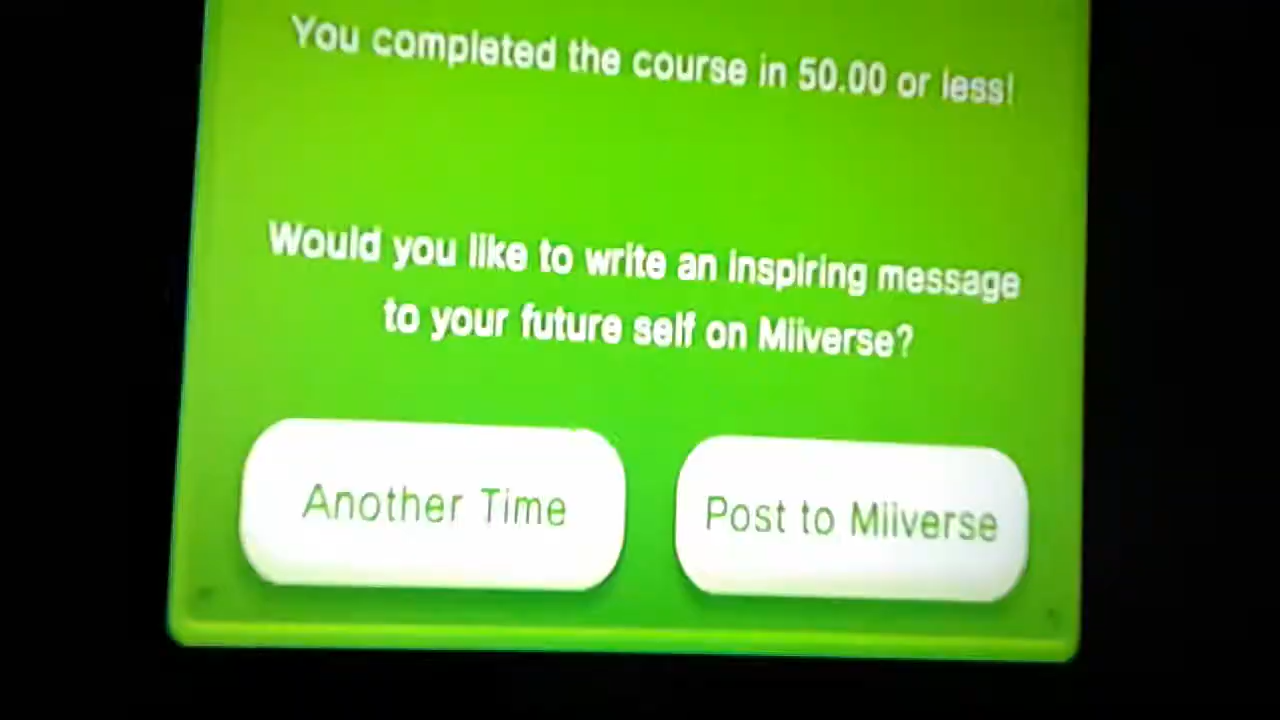 You completed the course in 50.00 or less!
Would you like to write an inspiring message
to your future self on Miiverse?
Another Time
Post to Miiverse